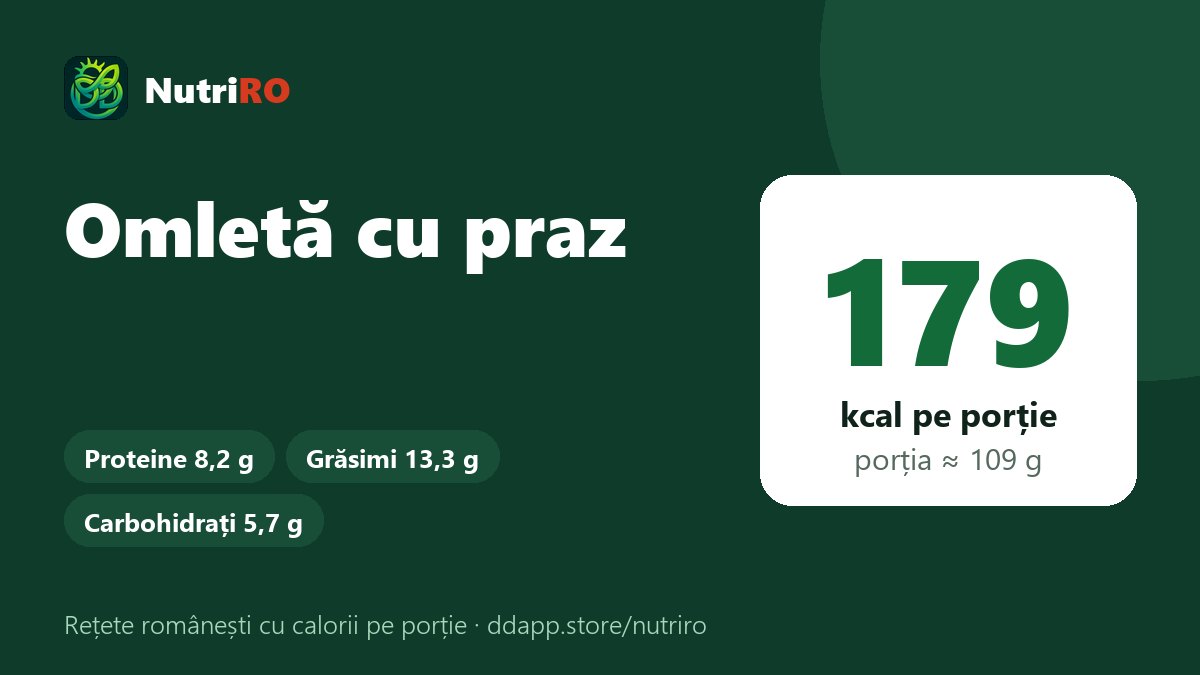 NutriRO
Omletă cu praz
179
kcal pe porție
porția ≈ 109 g
Proteine 8,2 g
Grăsimi 13,3 g
Carbohidrați 5,7 g
Rețete românești cu calorii pe porție · ddapp.store/nutriro